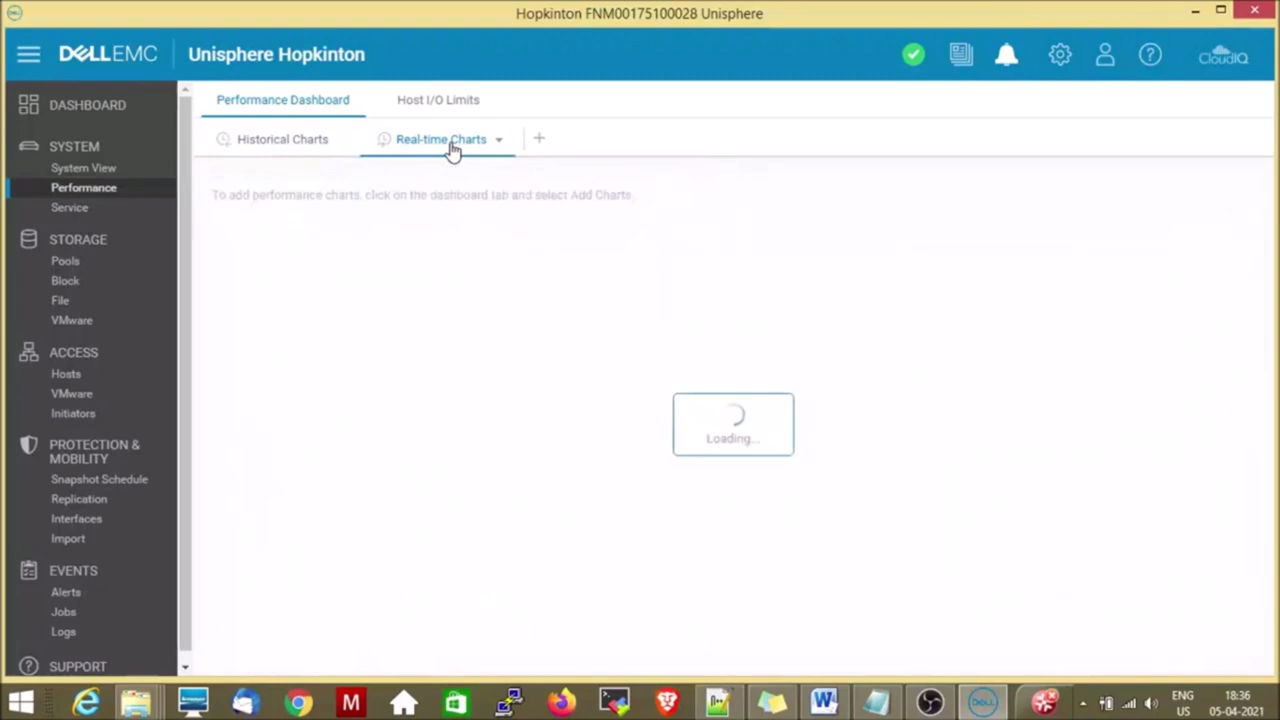 Hopkinton FNM00175100028 Unisphere
DELLEMC
Unisphere Hopkinton
CloudIQ
DASHBOARD
SYSTEM
System View
Performance
Service
STORAGE
Pools
Block
File
VMware
ACCESS
Hosts
VMware
Initiators
PROTECTION &
MOBILITY
Snapshot Schedule
Replication
Interfaces
Import
EVENTS
Alerts
Jobs
Logs
SUPPORT
Performance Dashboard
Host I/O Limits
Historical Charts
Real-time Charts
To add performance charts, click on the dashboard tab and select Add Charts.
Loading...
ENG
US
18:36
05-04-2021